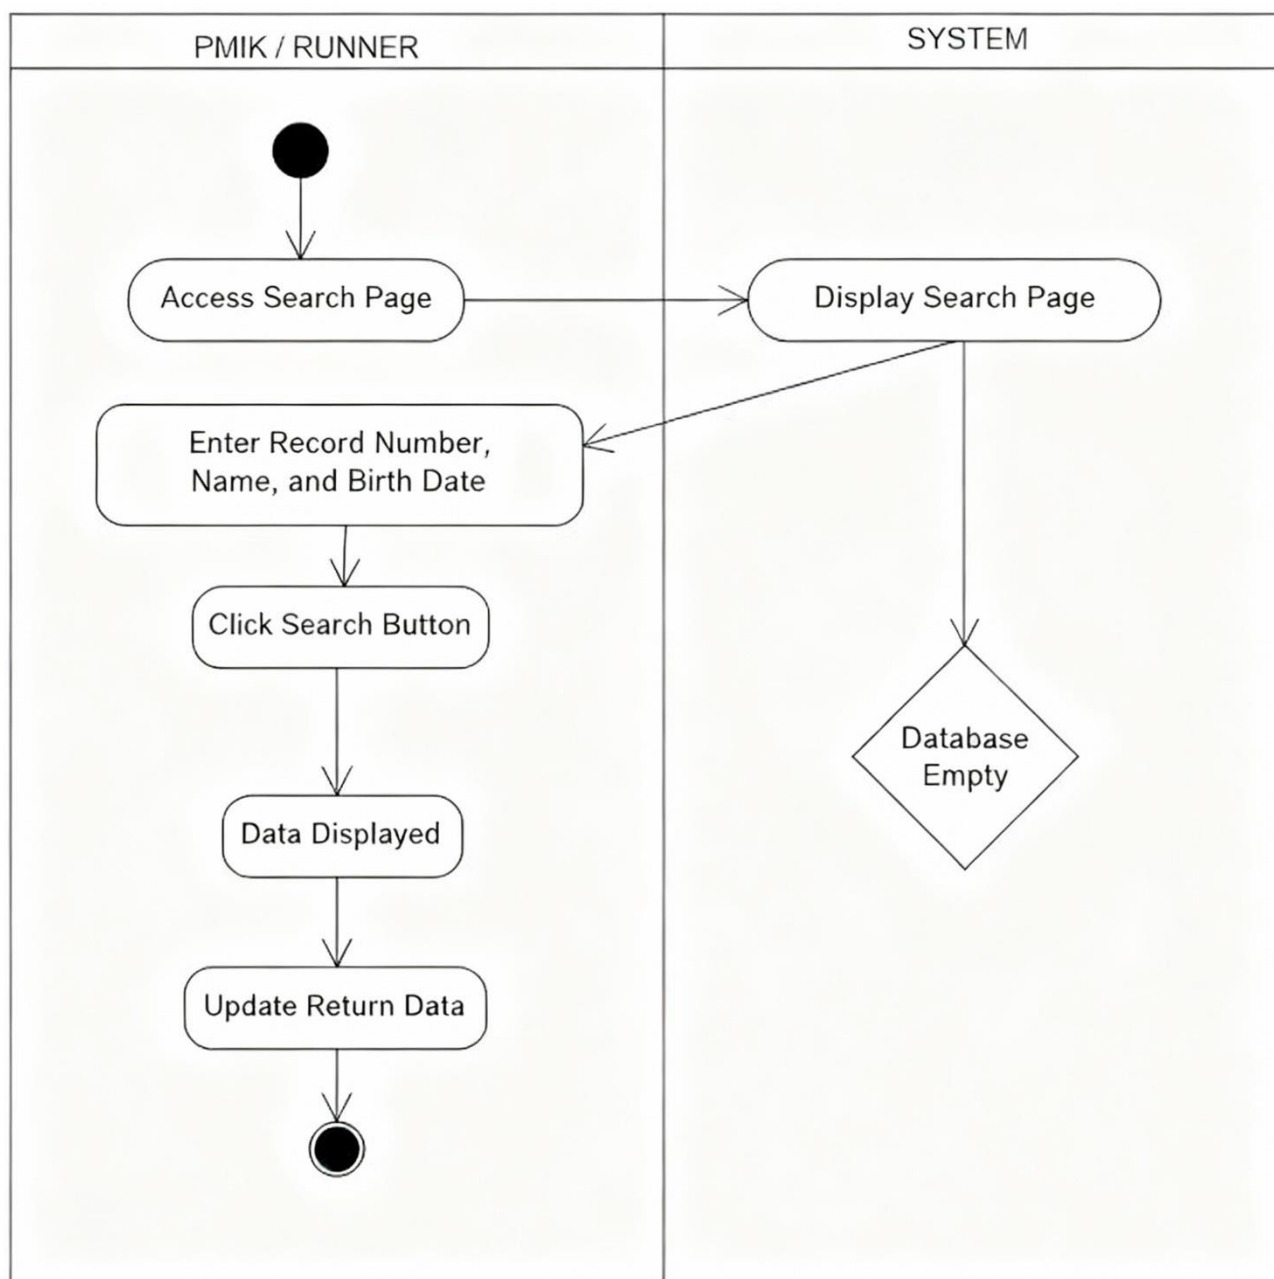 PMIK / RUNNER
SYSTEM
Access Search Page
Display Search Page
Enter Record Number,
Name, and Birth Date
Click Search Button
Database
Empty
Data Displayed
Update Return Data